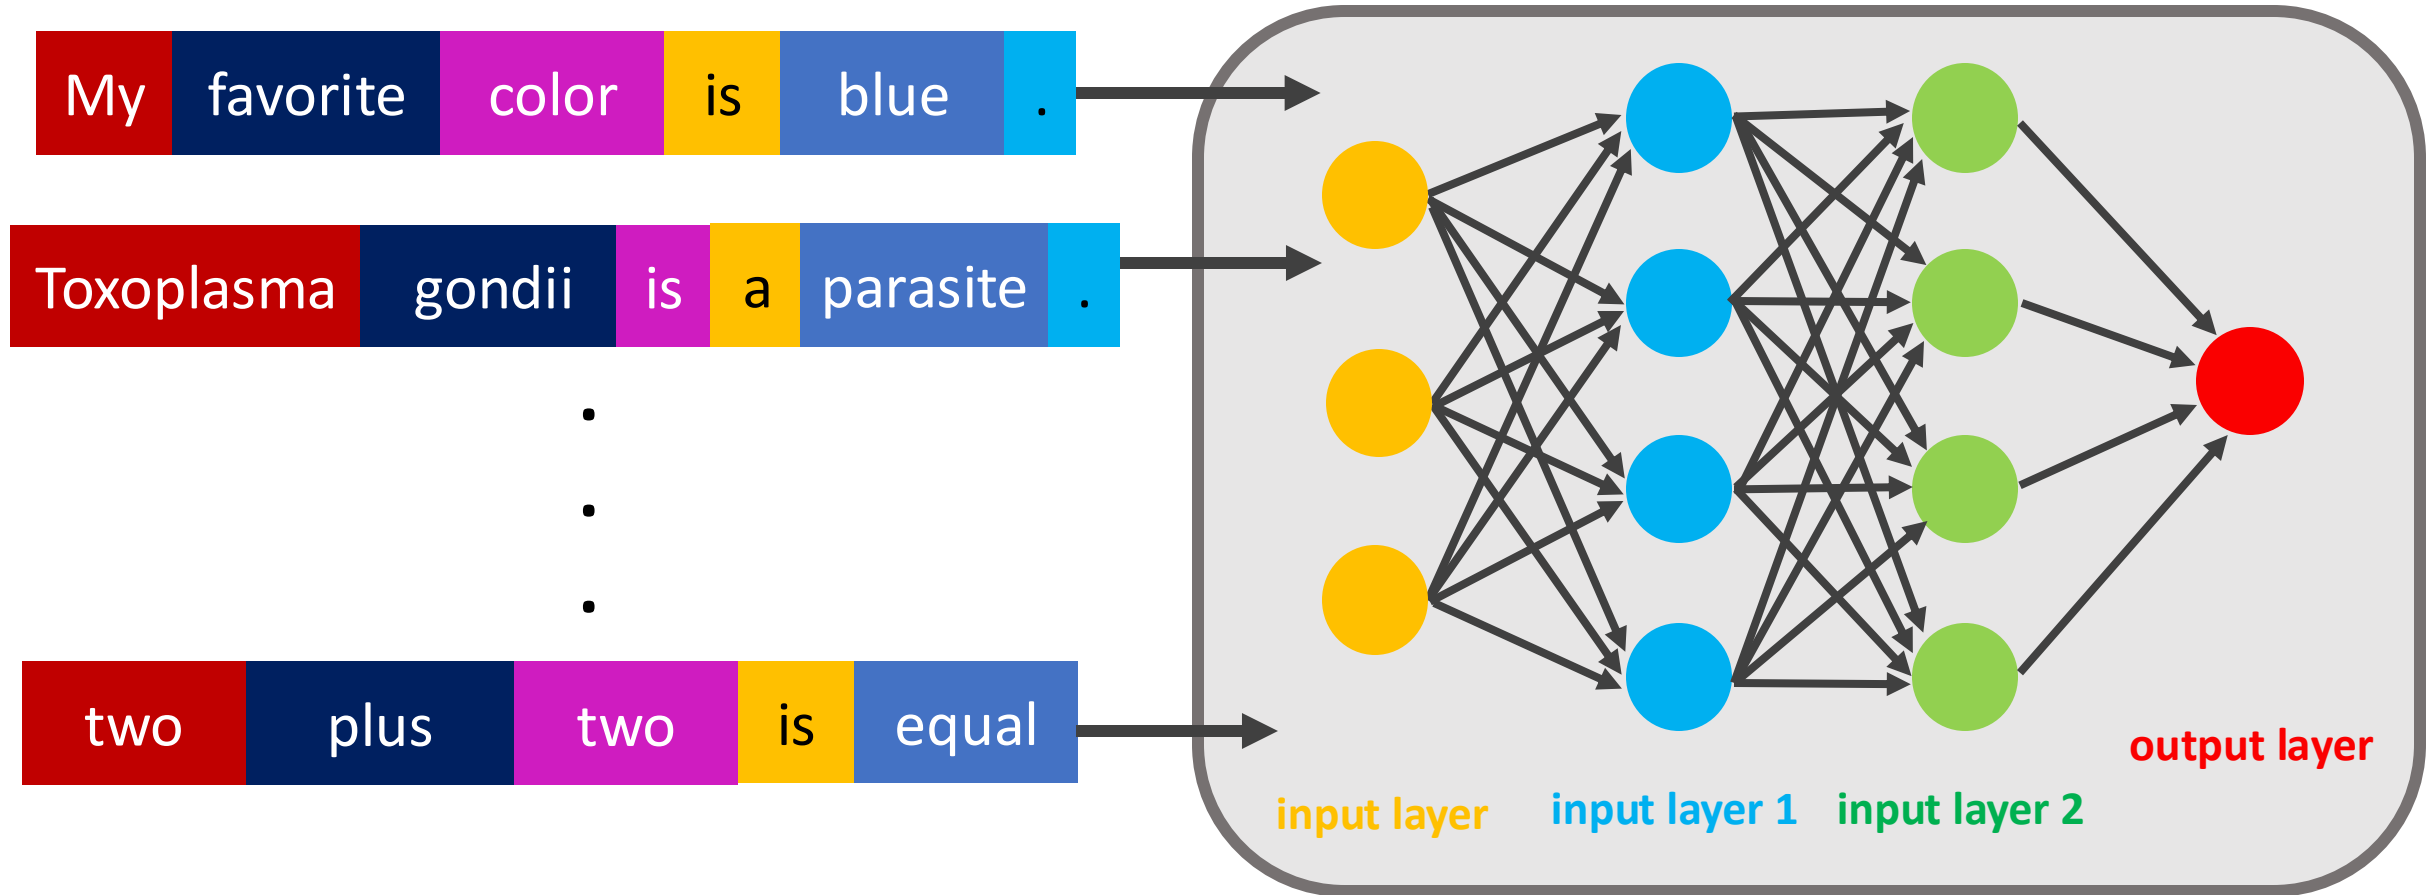 My favorite color is blue .
Toxoplasma gondii is a parasite .
.
.
.
two plus two is equal
output layer
input layer
input layer 1
input layer 2